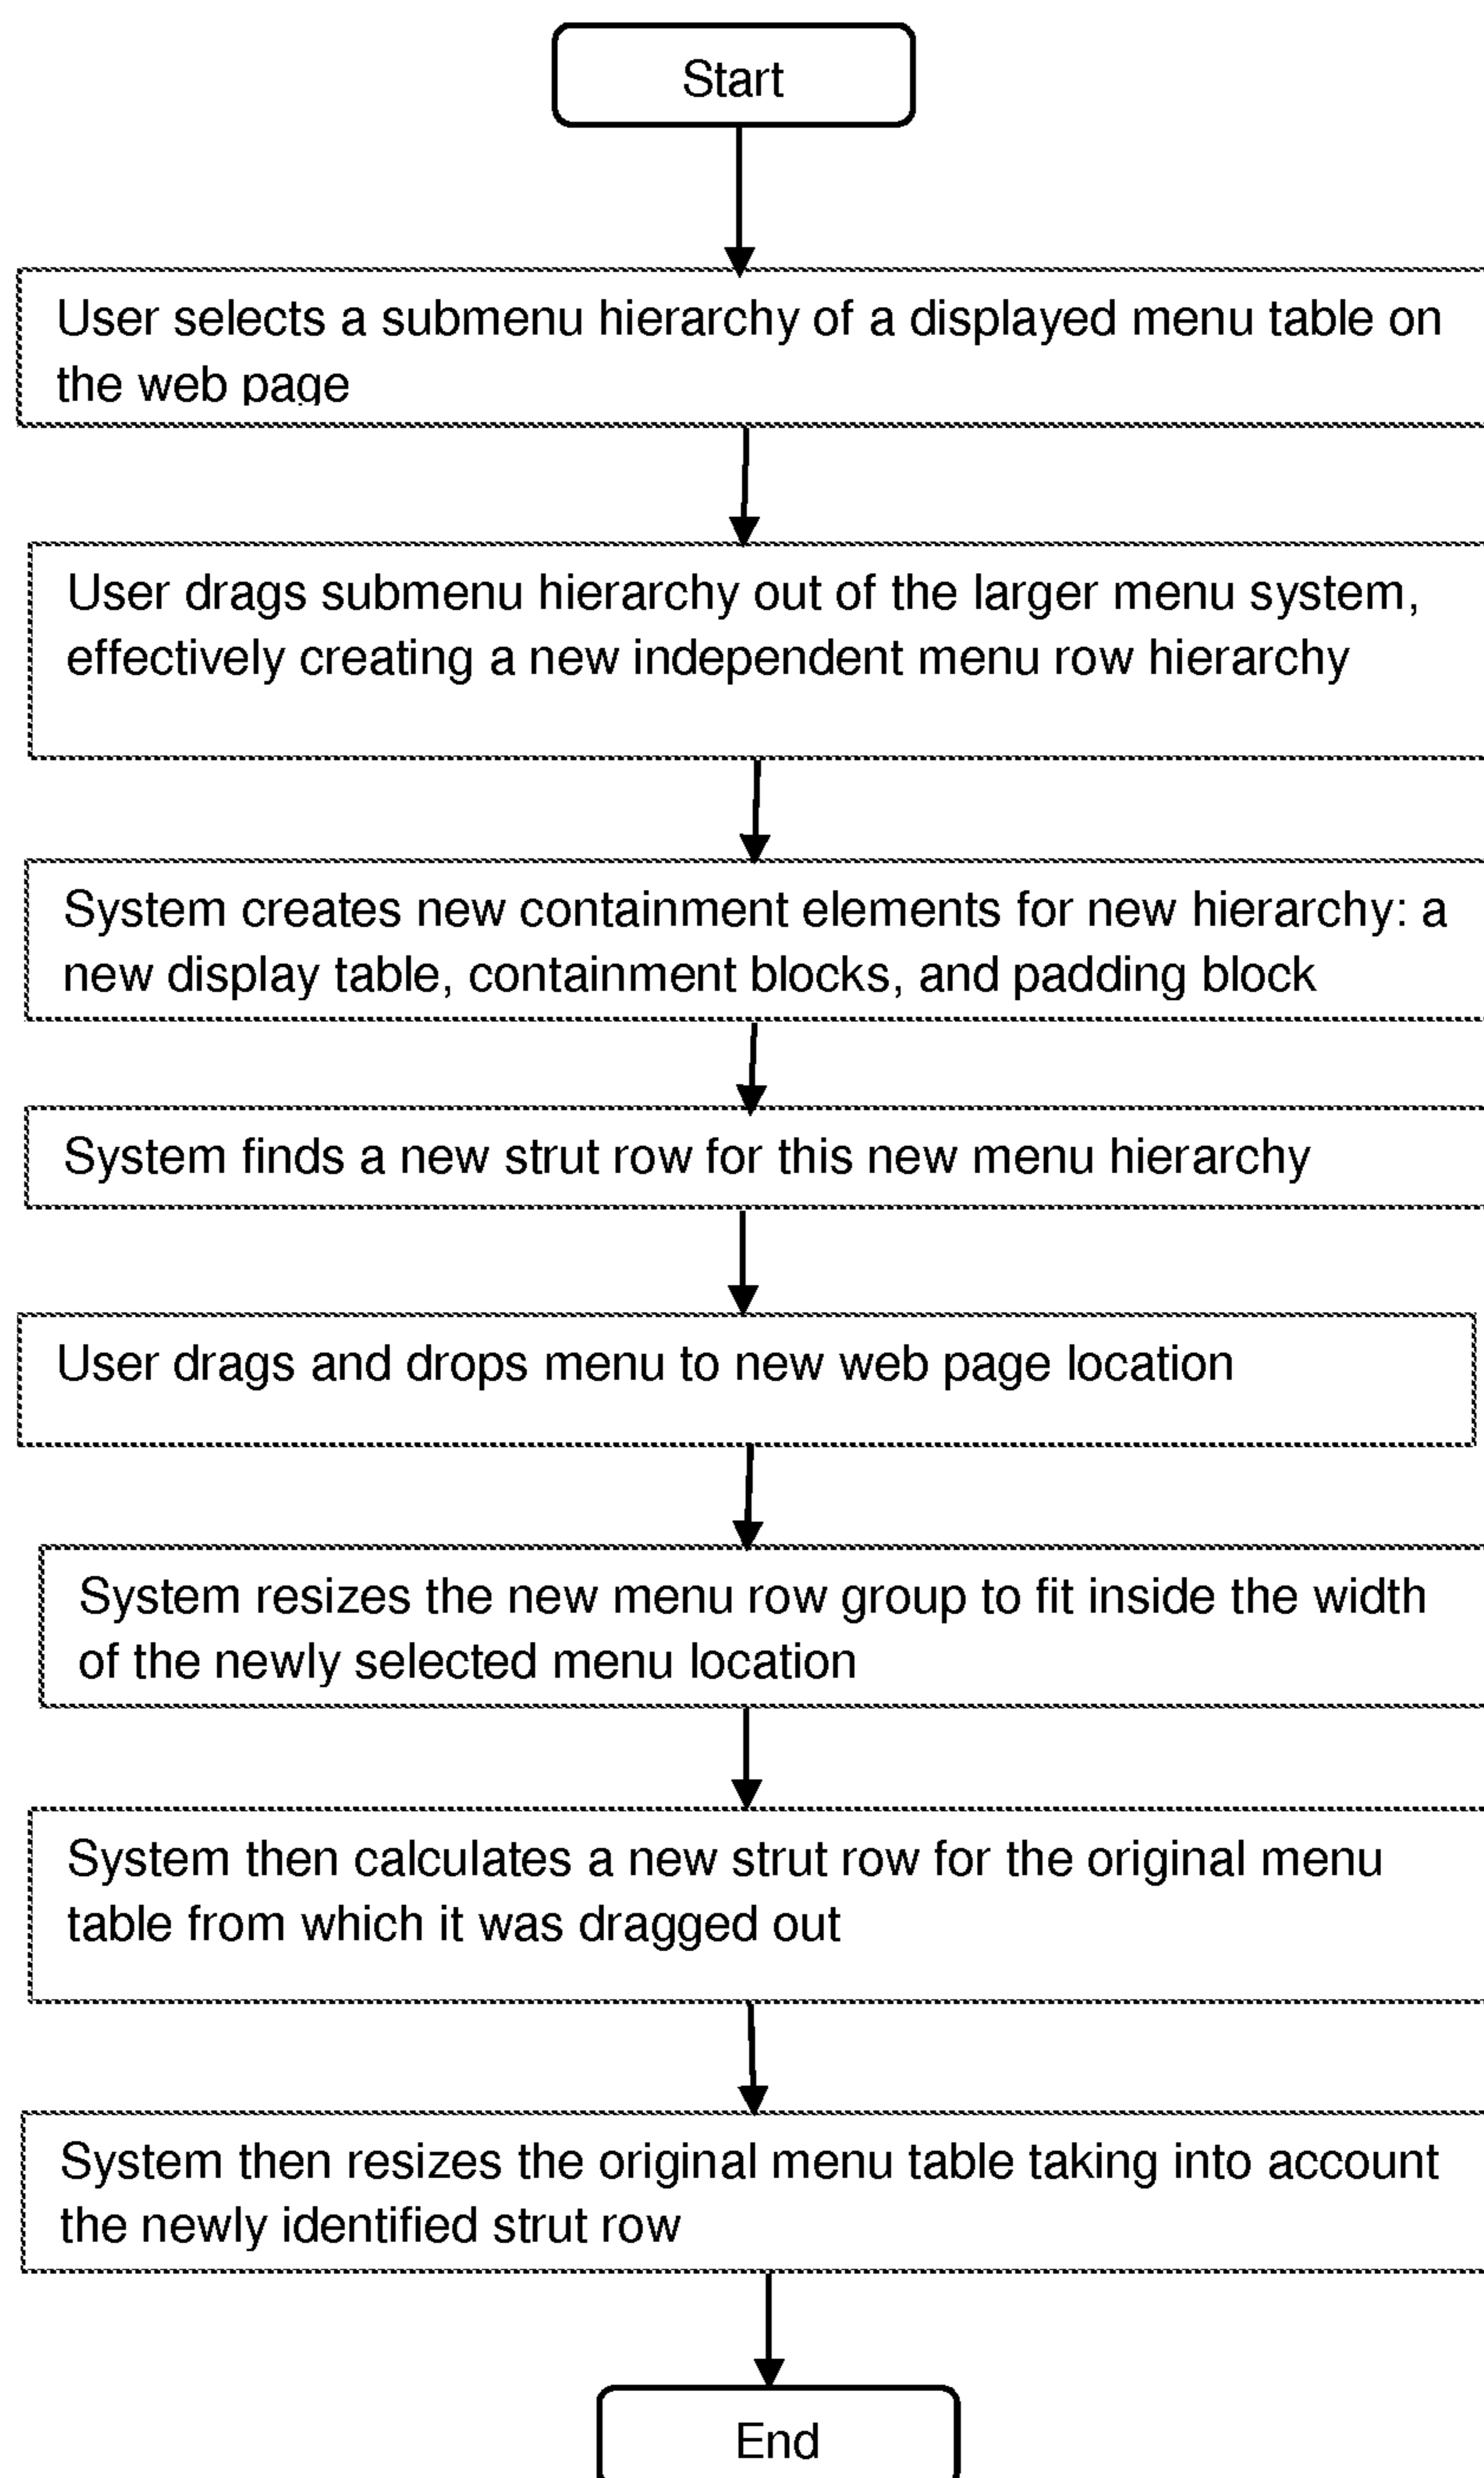 Start
User selects a submenu hierarchy of a displayed menu table on
the web page
User drags submenu hierarchy out of the larger menu system,
effectively creating a new independent menu row hierarchy
System creates new containment elements for new hierarchy: a
new display table, containment blocks, and padding block
System finds a new strut row for this new menu hierarchy
User drags and drops menu to new web page location
System resizes the new menu row group to fit inside the width
of the newly selected menu location
System then calculates a new strut row for the original menu
table from which it was dragged out
System then resizes the original menu table taking into account
the newly identified strut row
End